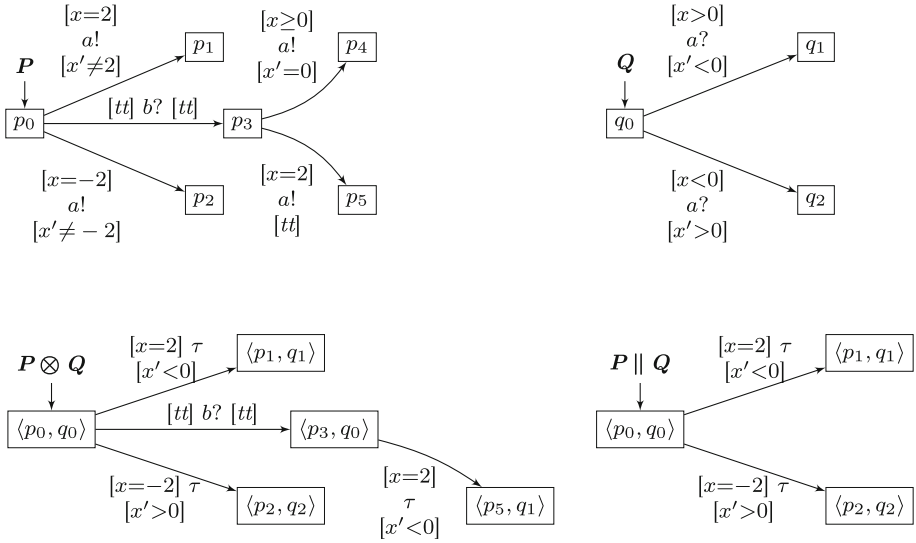 P
[x=2]
a!
[x′≠2]
p0
p1
[tt] b? [tt]
p3
[x≥0]
a!
[x′=0]
p4
[x=−2]
a!
[x′≠ − 2]
p2
[x=2]
a!
[tt]
p5
Q
[x>0]
a?
[x′<0]
q0
q1
[x<0]
a?
[x′>0]
q2
P ⊗ Q
[x=2] τ
[x′<0]
⟨p0, q0⟩
⟨p1, q1⟩
[tt] b? [tt]
⟨p3, q0⟩
[x=−2] τ
[x′>0]
⟨p2, q2⟩
[x=2]
τ
[x′<0]
⟨p5, q1⟩
P ∥ Q
[x=2] τ
[x′<0]
⟨p0, q0⟩
⟨p1, q1⟩
[x=−2] τ
[x′>0]
⟨p2, q2⟩